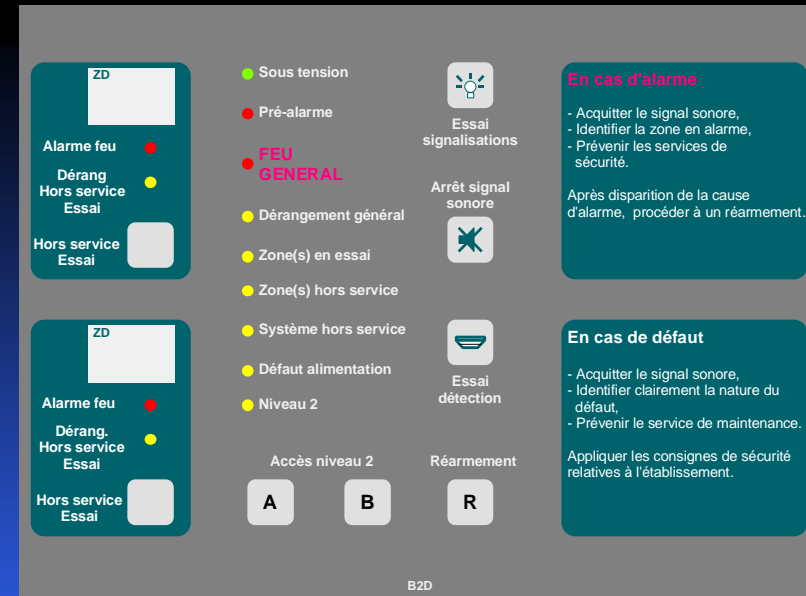 ZD
Alarme feu
Dérang
Hors service
Essai
Hors service
Essai
ZD
Alarme feu
Dérang.
Hors service
Essai
Hors service
Essai
Sous tension
Pré-alarme
FEU
GENERAL
Dérangement général
Zone(s) en essai
Zone(s) hors service
Système hors service
Défaut alimentation
Niveau 2
Accès niveau 2
A
B
Essai
signalisations
Arrêt signal
sonore
Essai
détection
Réarmement
R
En cas d'alarme
- Acquitter le signal sonore,
- Identifier la zone en alarme,
- Prévenir les services de
sécurité.
Après disparition de la cause
d'alarme, procéder à un réarmement.
En cas de défaut
- Acquitter le signal sonore,
- Identifier clairement la nature du
défaut,
- Prévenir le service de maintenance.
Appliquer les consignes de sécurité
relatives à l'établissement.
B2D